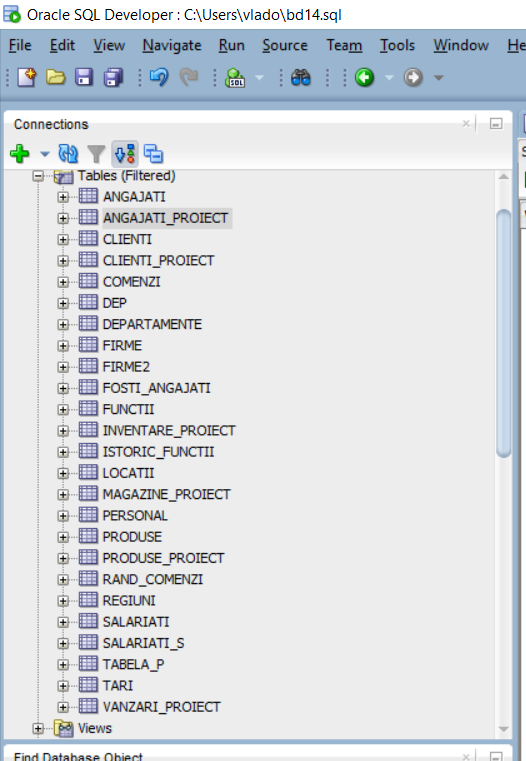 Oracle SQL Developer : C:\Users\vlado\bd14.sql
File Edit View Navigate Run Source Team Tools Window He
SQL
Connections
Tables (Filtered)
ANGAJATI
ANGAJATI_PROIECT
CLIENTI
CLIENTI_PROIECT
COMENZI
DEP
DEPARTAMENTE
FIRME
FIRME2
FOSTI_ANGAJATI
FUNCTII
INVENTARE_PROIECT
ISTORIC_FUNCTII
LOCATII
MAGAZINE_PROIECT
PERSONAL
PRODUSE
PRODUSE_PROIECT
RAND_COMENZI
REGIUNI
SALARIATI
SALARIATI_S
TABELA_P
TARI
VANZARI_PROIECT
Views
Find Database Object